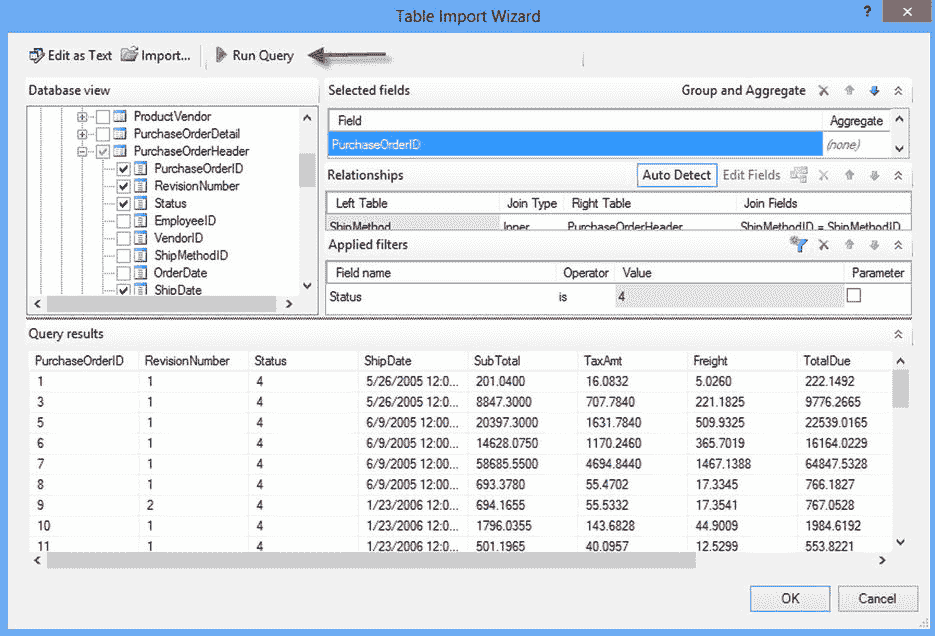 Table Import Wizard
?
Edit as Text Import... Run Query
Database view
ProductVendor
PurchaseOrderDetail
PurchaseOrderHeader
PurchaseOrderID
RevisionNumber
Status
EmployeeID
VendorID
ShipMethodID
OrderDate
ShipDate
Selected fields Group and Aggregate
Field Aggregate
PurchaseOrderID (none)
Relationships Auto Detect Edit Fields
Left Table Join Type Right Table Join Fields
ShipMethod Inner PurchaseOrderHeader ShipMethodID = ShipMethodID
Applied filters
Field name Operator Value Parameter
Status is 4
Query results
PurchaseOrderID RevisionNumber Status ShipDate SubTotal TaxAmt Freight TotalDue
1 1 4 5/26/2005 12:0... 201.0400 16.0832 5.0260 222.1492
3 1 4 5/26/2005 12:0... 8847.3000 707.7840 221.1825 9776.2665
5 1 4 6/9/2005 12:00... 20397.3000 1631.7840 509.9325 22539.0165
6 1 4 6/9/2005 12:00... 14628.0750 1170.2460 365.7019 16164.0229
7 1 4 6/9/2005 12:00... 58685.5500 4694.8440 1467.1388 64847.5328
8 1 4 6/9/2005 12:00... 693.3780 55.4702 17.3345 766.1827
9 2 4 1/23/2006 12:0... 694.1655 55.5332 17.3541 767.0528
10 1 4 1/23/2006 12:0... 1796.0355 143.6828 44.9009 1984.6192
11 1 4 1/23/2006 12:0... 501.1965 40.0957 12.5299 553.8221
OK Cancel